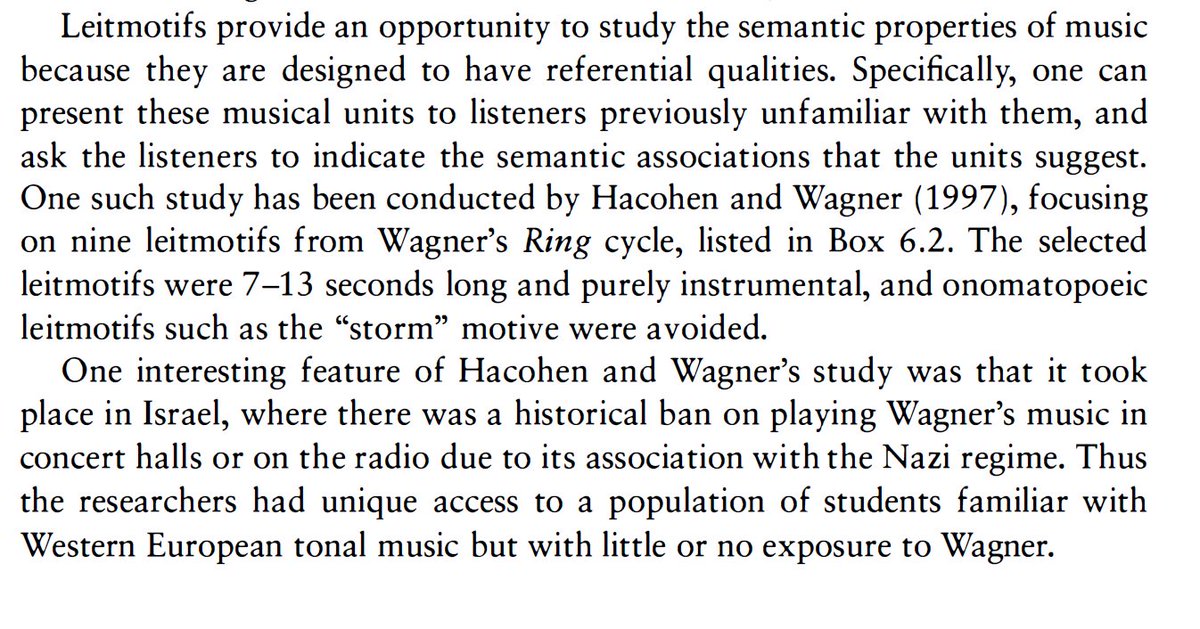 Leitmotifs provide an opportunity to study the semantic properties of music
because they are designed to have referential qualities. Specifically, one can
present these musical units to listeners previously unfamiliar with them, and
ask the listeners to indicate the semantic associations that the units suggest.
One such study has been conducted by Hacohen and Wagner (1997), focusing
on nine leitmotifs from Wagner’s Ring cycle, listed in Box 6.2. The selected
leitmotifs were 7–13 seconds long and purely instrumental, and onomatopoeic
leitmotifs such as the “storm” motive were avoided.
One interesting feature of Hacohen and Wagner’s study was that it took
place in Israel, where there was a historical ban on playing Wagner’s music in
concert halls or on the radio due to its association with the Nazi regime. Thus
the researchers had unique access to a population of students familiar with
Western European tonal music but with little or no exposure to Wagner.